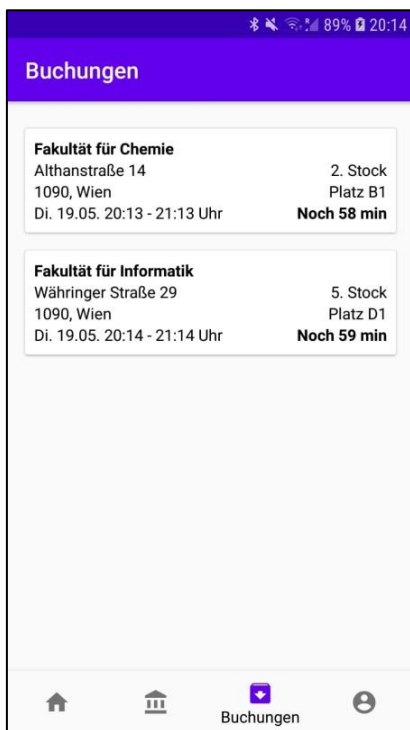 89% 20:14
Buchungen
Fakultät für Chemie
Althanstraße 14 2. Stock
1090, Wien Platz B1
Di. 19.05. 20:13 - 21:13 Uhr Noch 58 min
Fakultät für Informatik
Währinger Straße 29 5. Stock
1090, Wien Platz D1
Di. 19.05. 20:14 - 21:14 Uhr Noch 59 min
Buchungen